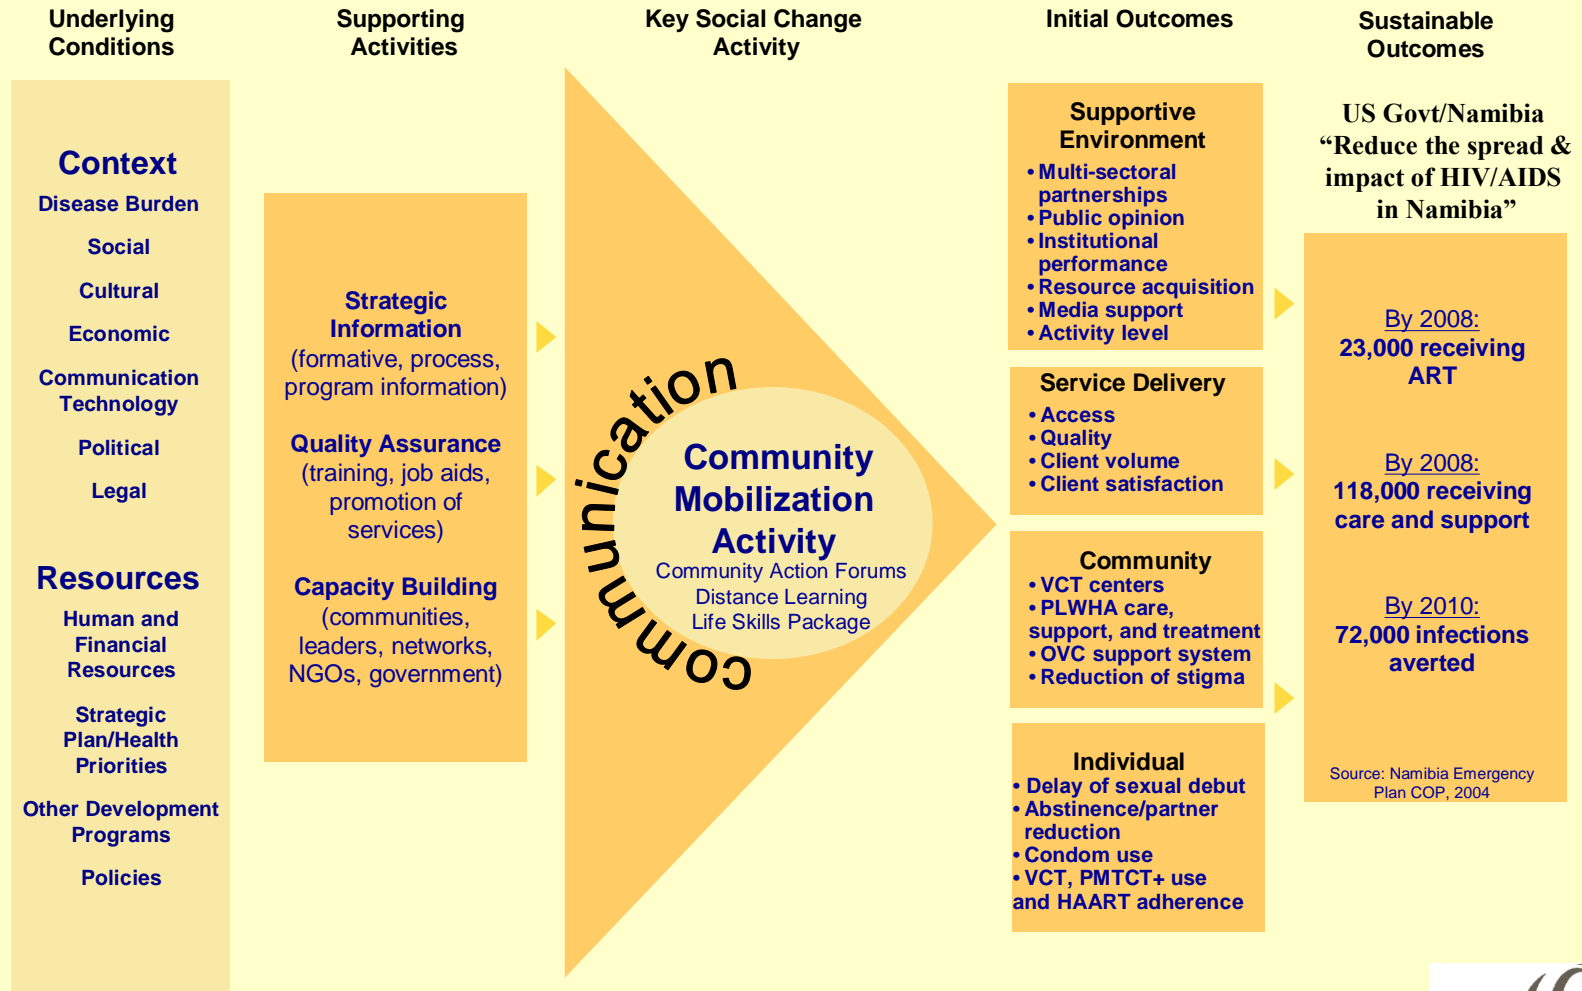 Underlying
Conditions
Supporting
Activities
Key Social Change
Activity
Initial Outcomes
Sustainable
Outcomes
Context
Disease Burden
Social
Cultural
Economic
Communication
Technology
Political
Legal
Resources
Human and
Financial
Resources
Strategic
Plan/Health
Priorities
Other Development
Programs
Policies
Strategic
Information
(formative, process,
program information)
Quality Assurance
(training, job aids,
promotion of
services)
Capacity Building
(communities,
leaders, networks,
NGOs, government)
communication
Community
Mobilization
Activity
Community Action Forums
Distance Learning
Life Skills Package
Supportive
Environment
• Multi-sectoral
partnerships
• Public opinion
• Institutional
performance
• Resource acquisition
• Media support
• Activity level
Service Delivery
• Access
• Quality
• Client volume
• Client satisfaction
Community
• VCT centers
• PLWHA care,
support, and treatment
• OVC support system
• Reduction of stigma
Individual
• Delay of sexual debut
• Abstinence/partner
reduction
• Condom use
• VCT, PMTCT+ use
and HAART adherence
US Govt/Namibia
“Reduce the spread &
impact of HIV/AIDS
in Namibia”
By 2008:
23,000 receiving
ART
By 2008:
118,000 receiving
care and support
By 2010:
72,000 infections
averted
Source: Namibia Emergency
Plan COP, 2004